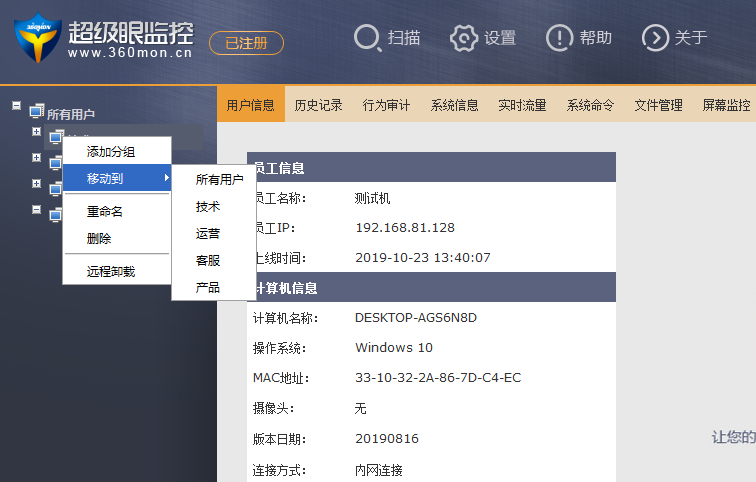 超级眼监控
www.360mon.cn
已注册
扫描
设置
帮助
关于
用户信息 历史记录 行为审计 系统信息 实时流量 系统命令 文件管理 屏幕监控
所有用户
添加分组
移动到
重命名
删除
远程卸载
所有用户
技术
运营
客服
产品
员工信息
员工名称: 测试机
员工IP: 192.168.81.128
上线时间: 2019-10-23 13:40:07
计算机信息
计算机名称: DESKTOP-AGS6N8D
操作系统: Windows 10
MAC地址: 33-10-32-2A-86-7D-C4-EC
摄像头: 无
版本日期: 20190816
连接方式: 内网连接
让您的